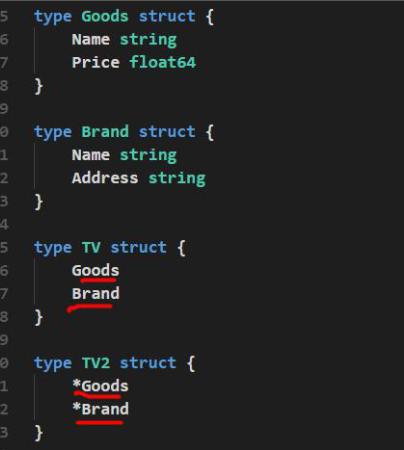 5 type Goods struct {
6 Name string
7 Price float64
8 }
9
0 type Brand struct {
1 Name string
2 Address string
3 }
4
5 type TV struct {
6 Goods
7 Brand
8 }
9
0 type TV2 struct {
1 *Goods
2 *Brand
3 }